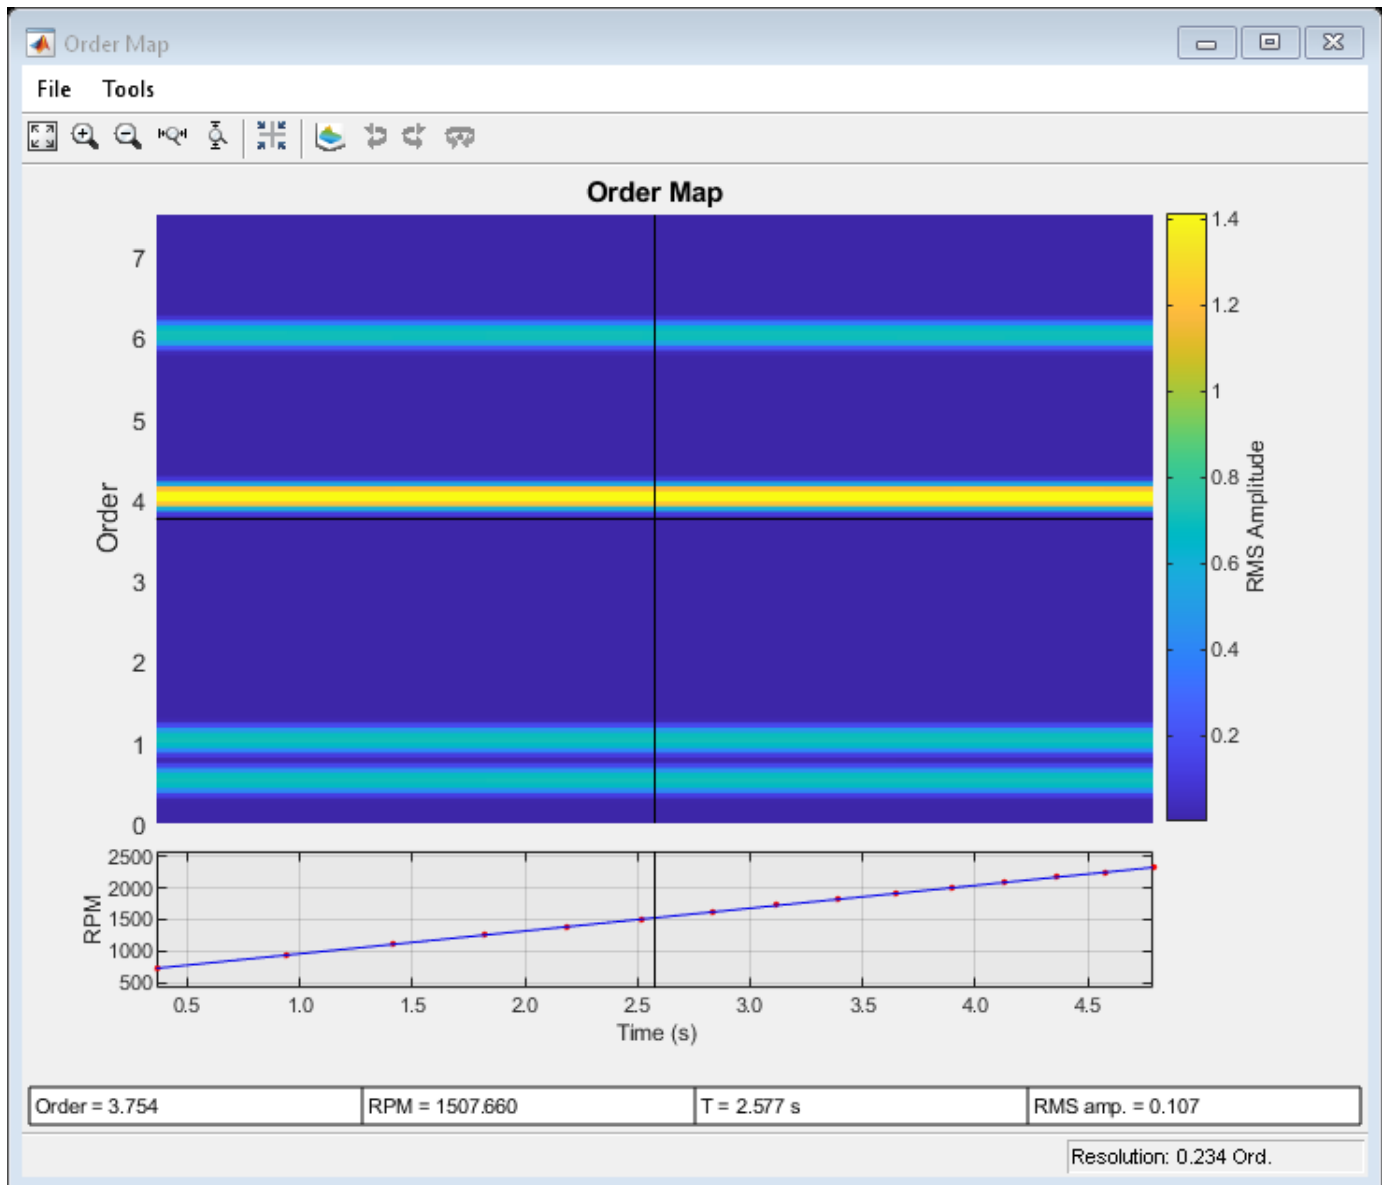 Order Map
File Tools
Order Map
7
6
5
4
3
2
1
0
Order
1.4
1.2
1
0.8
0.6
0.4
0.2
RMS Amplitude
2500
2000
1500
1000
500
RPM
0.5 1.0 1.5 2.0 2.5 3.0 3.5 4.0 4.5
Time (s)
Order = 3.754 RPM = 1507.660 T = 2.577 s RMS amp. = 0.107
Resolution: 0.234 Ord.